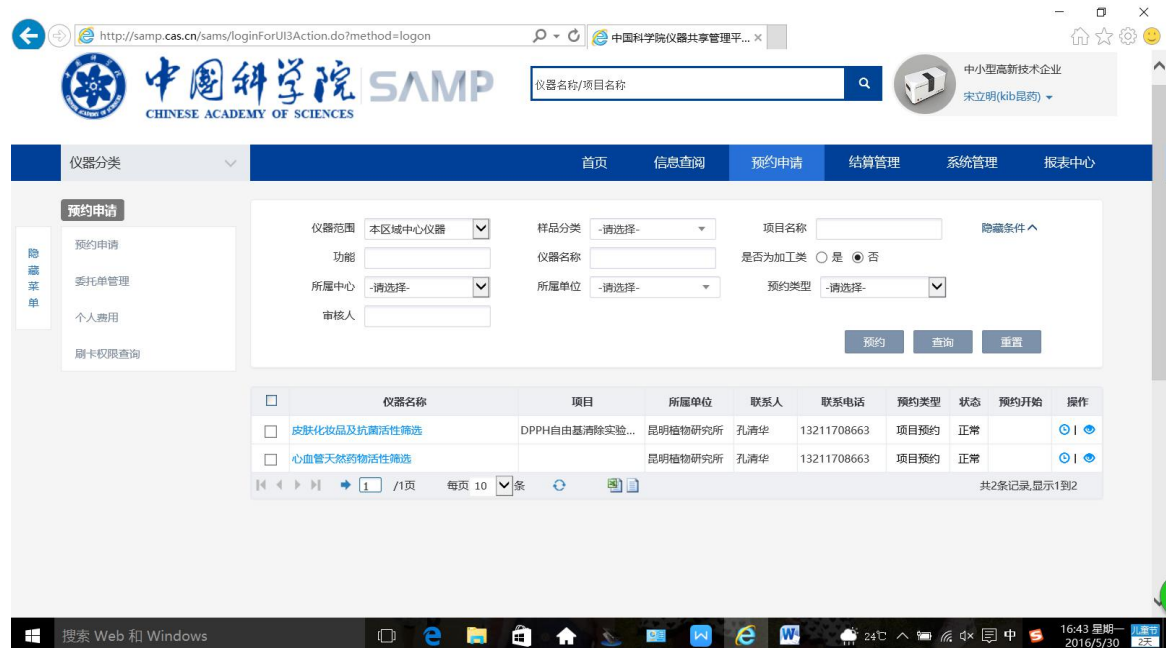 http://samp.cas.cn/sams/loginForUI3Action.do?method=logon
中国科学院仪器共享管理平... ×
中国科学院 SAMP
CHINESE ACADEMY OF SCIENCES
仪器名称/项目名称
中小型高新技术企业
宋立明(kib昆药)
仪器分类 首页 信息查阅 预约申请 结算管理 系统管理 报表中心
隐藏菜单
预约申请
预约申请
委托单管理
个人费用
刷卡权限查询
仪器范围 本区域中心仪器 样品分类 -请选择- 项目名称 隐藏条件
功能 仪器名称 是否为加工类 是 否
所属中心 -请选择- 所属单位 -请选择- 预约类型 -请选择-
审核人
预约 查询 重置
仪器名称 项目 所属单位 联系人 联系电话 预约类型 状态 预约开始 操作
皮肤化妆品及抗菌活性筛选 DPPH自由基清除实验... 昆明植物研究所 孔清华 13211708663 项目预约 正常
心血管天然药物活性筛选 昆明植物研究所 孔清华 13211708663 项目预约 正常
1 /1页 每页 10 条 共2条记录,显示1到2
搜索 Web 和 Windows
24℃ 中 16:43 星期一
2016/5/30
儿童节
2天